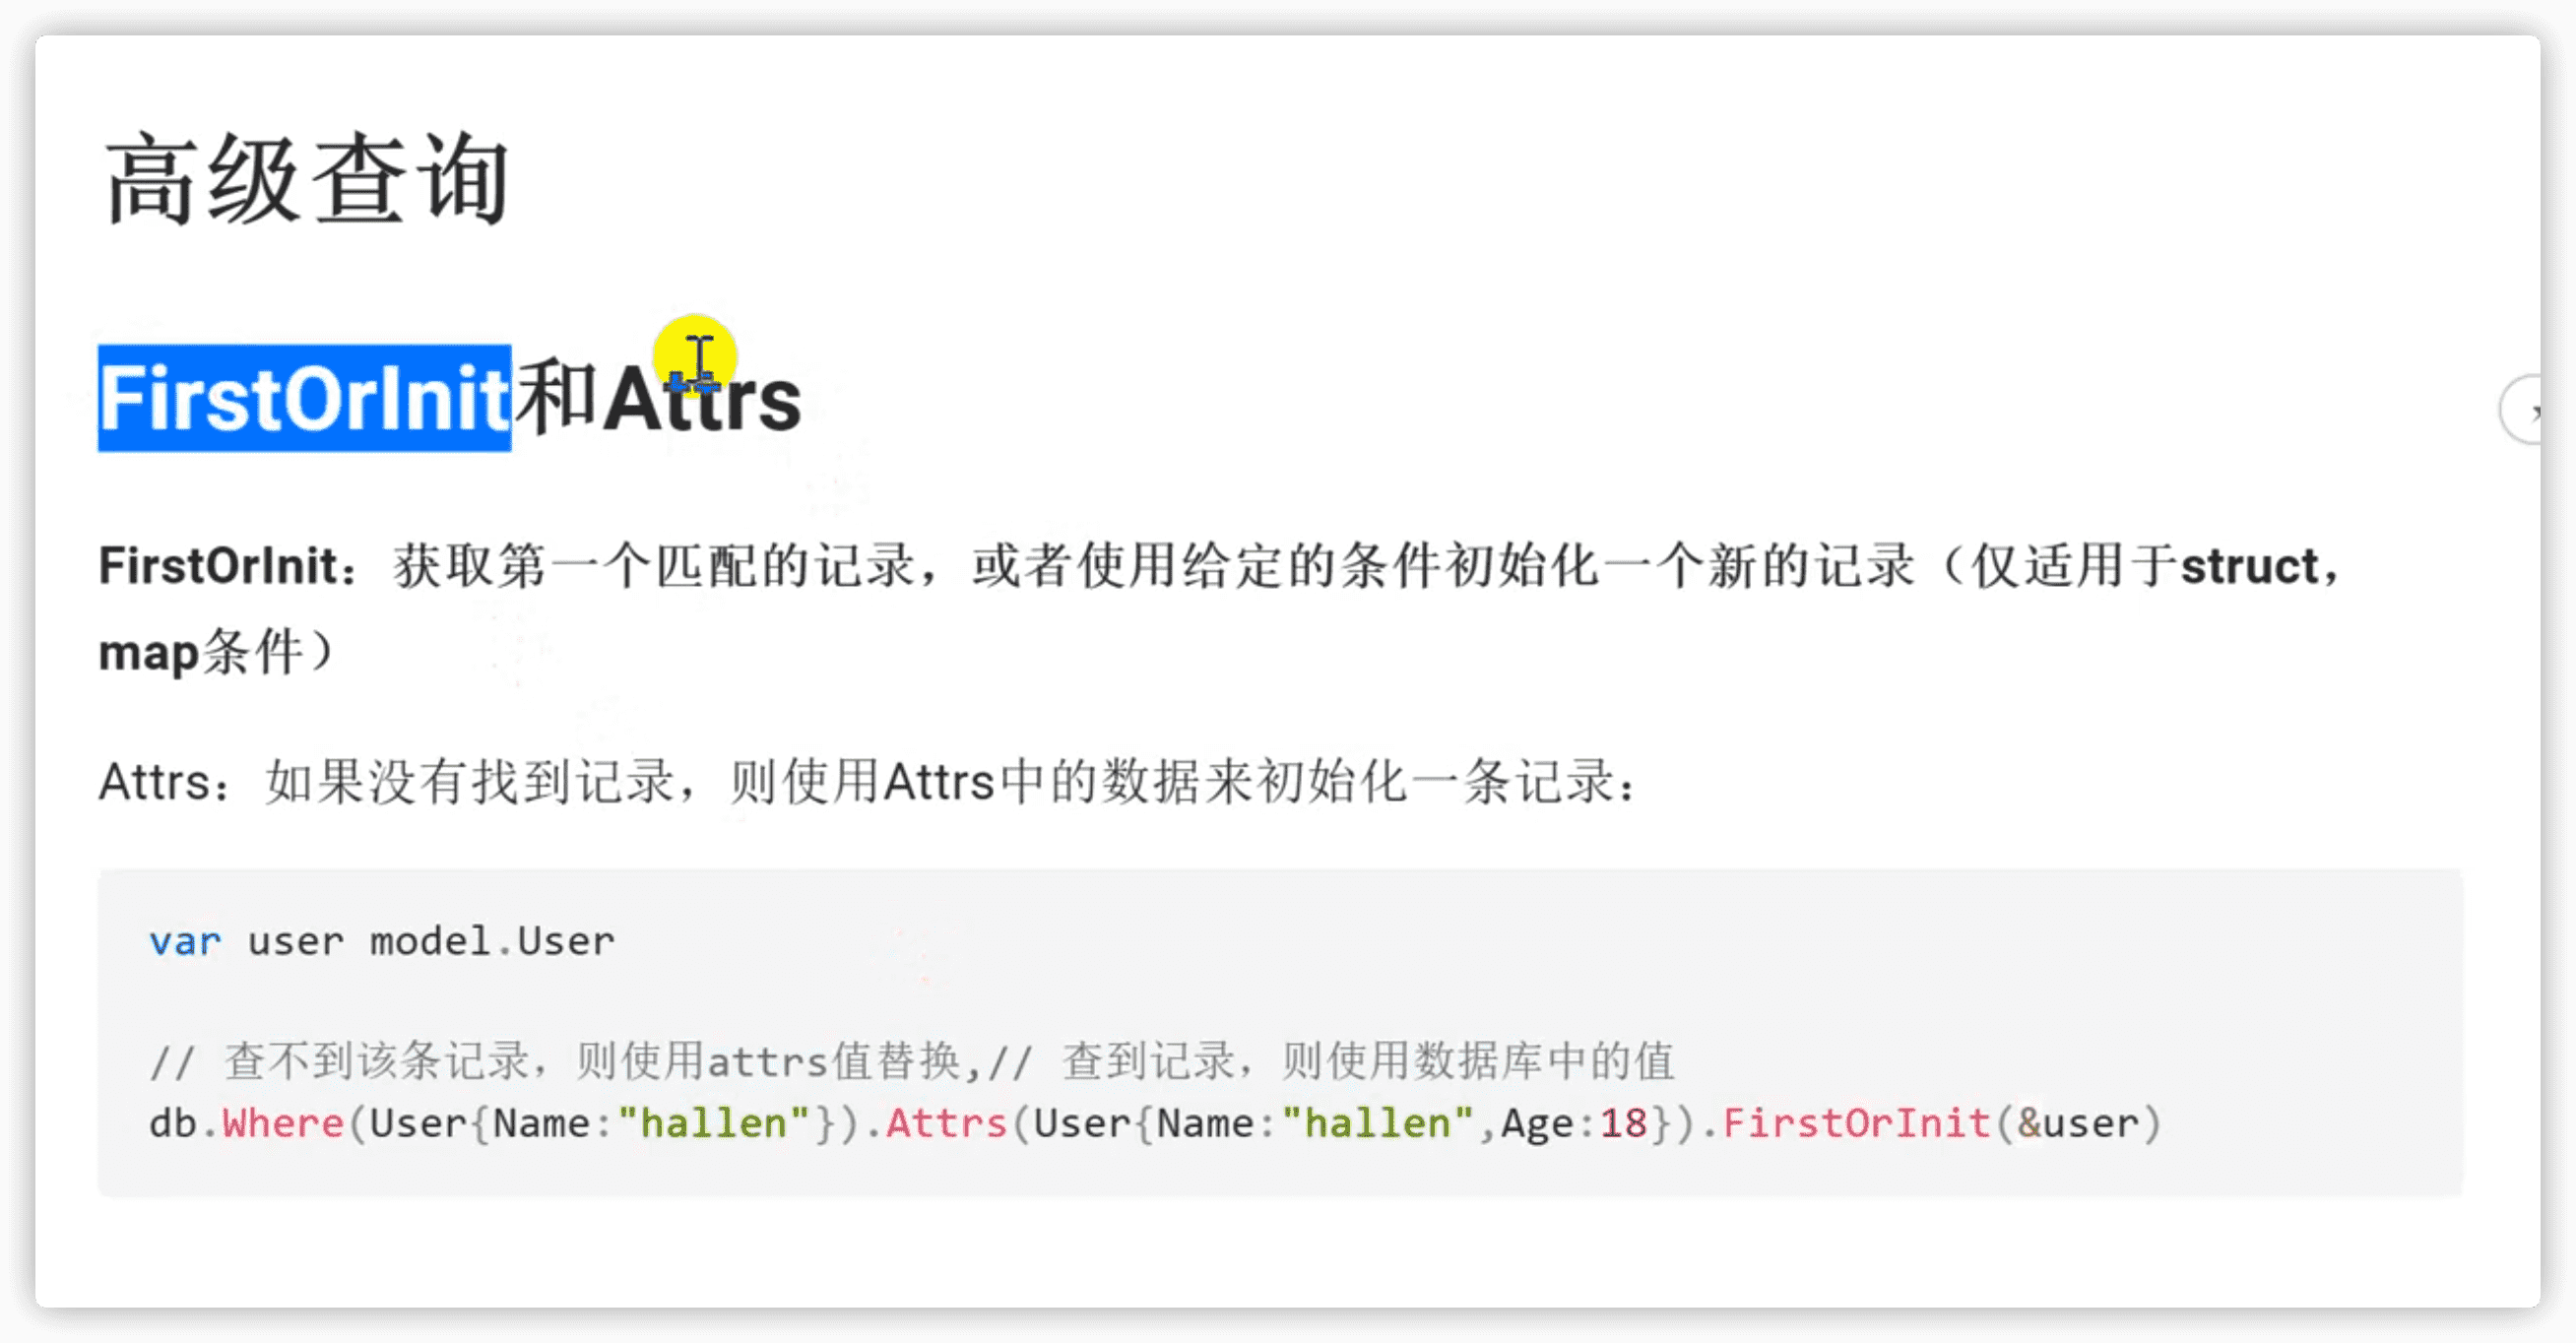 高级查询
FirstOrInit和Attrs
FirstOrInit：获取第一个匹配的记录，或者使用给定的条件初始化一个新的记录（仅适用于struct，
map条件）
Attrs：如果没有找到记录，则使用Attrs中的数据来初始化一条记录：
var user model.User
// 查不到该条记录，则使用attrs值替换,// 查到记录，则使用数据库中的值
db.Where(User{Name:"hallen"}).Attrs(User{Name:"hallen",Age:18}).FirstOrInit(&user)